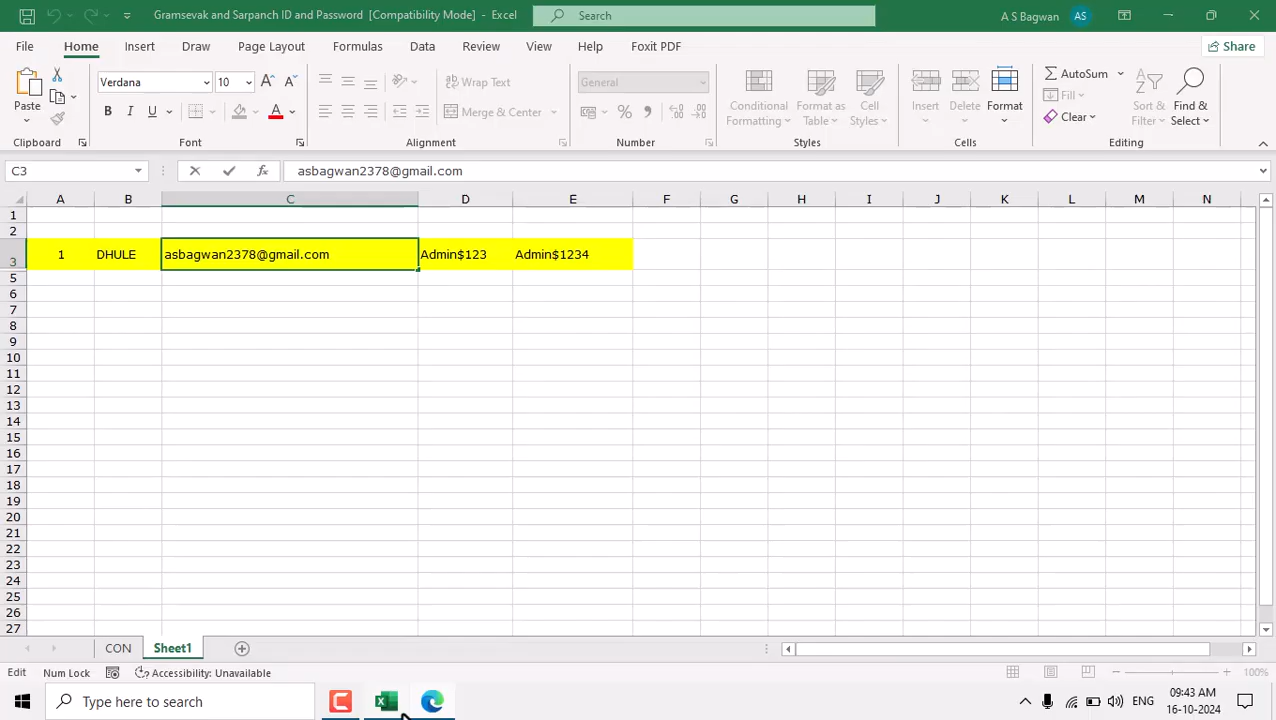 Gramsevak and Sarpanch ID and Password [Compatibility Mode] - Excel
Search
A S Bagwan
AS
File Home Insert Draw Page Layout Formulas Data Review View Help Foxit PDF
Share
Paste
Clipboard
Verdana 10
A A
B I U A
Font
Wrap Text
Merge & Center
Alignment
General
% ,
Number
Conditional Formatting
Format as Table
Cell Styles
Styles
Insert Delete Format
Cells
AutoSum
Fill
Clear
Sort & Filter
Find & Select
Editing
C3
fx
asbagwan2378@gmail.com
A B C D E F G H I J K L M N
1
2
3 1 DHULE asbagwan2378@gmail.com Admin$123 Admin$1234
5
6
7
8
9
10
11
12
13
14
15
16
17
18
19
20
21
22
23
24
25
26
27
CON Sheet1
Edit Num Lock Accessibility: Unavailable 100%
Type here to search
ENG
09:43 AM
16-10-2024